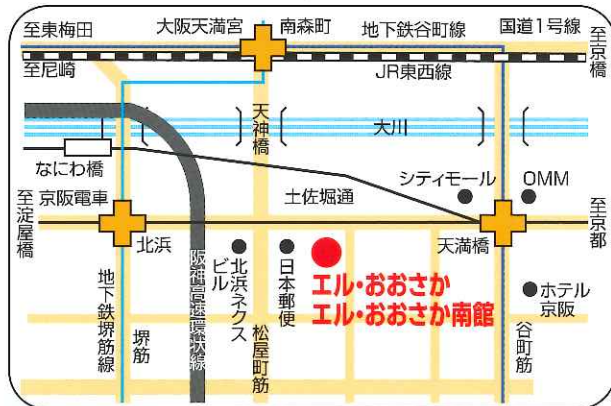 至東梅田
大阪天満宮
南森町
地下鉄谷町線
国道1号線
至京橋
至尼崎
JR東西線
天神橋
大川
なにわ橋
シティモール
OMM
京阪電車
土佐堀通
至淀屋橋
至京都
北浜
天満橋
阪神高速環状線
北浜ネクス
ビル
日本郵便
エル・おおさか
エル・おおさか南館
ホテル
京阪
地下鉄堺筋線
堺筋
松屋町筋
谷町筋